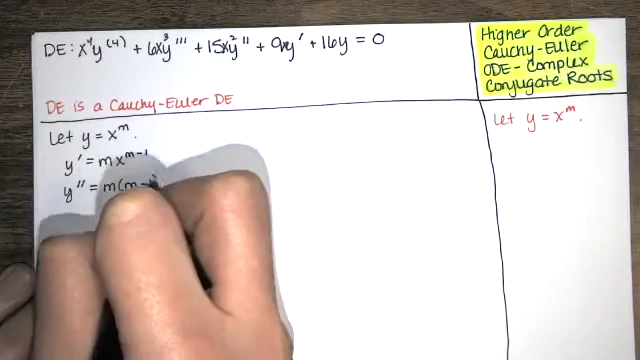 DE: x⁴y⁽⁴⁾ + 6x³y''' + 15x²y'' + 9xy' + 16y = 0
Higher Order
Cauchy-Euler
ODE - Complex
Conjugate Roots
DE is a Cauchy-Euler DE
Let y = xᵐ.
y' = mxᵐ⁻¹
y'' = m(m-1
Let y = xᵐ.